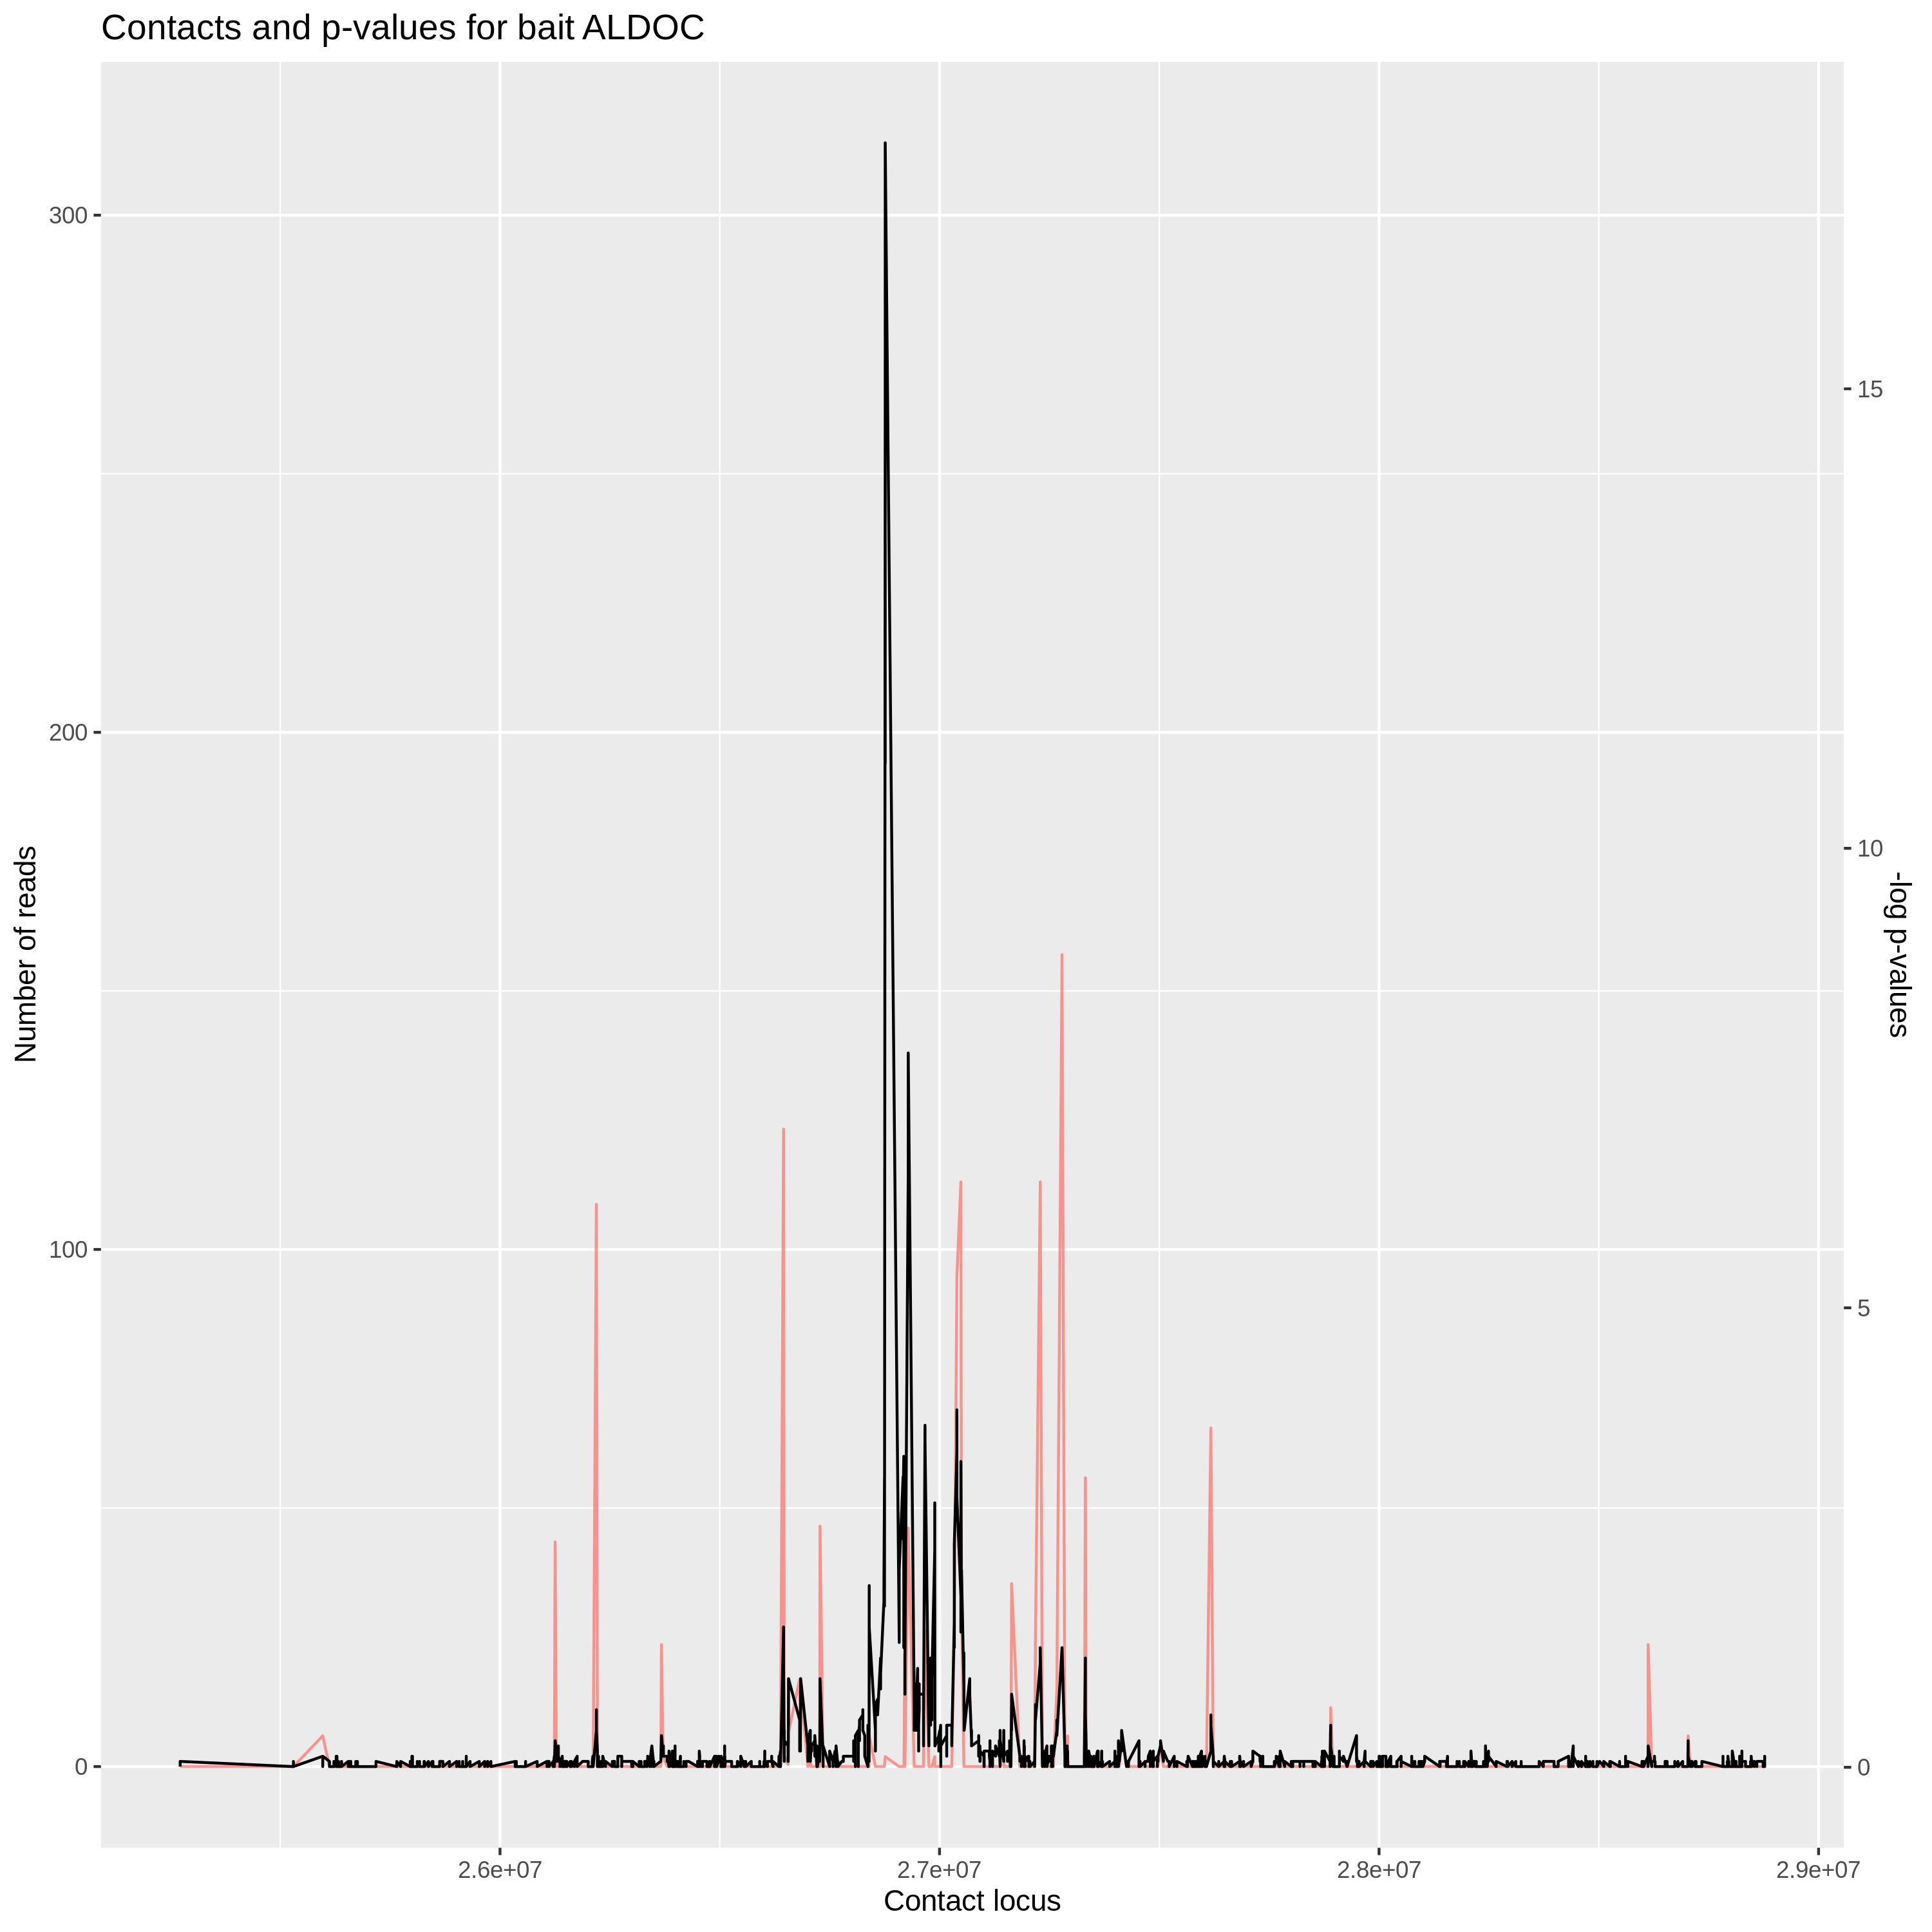 Contacts and p-values for bait ALDOC
300
200
100
0
Number of reads
15
10
5
0
-log p-values
2.6e+07
2.7e+07
2.8e+07
2.9e+07
Contact locus